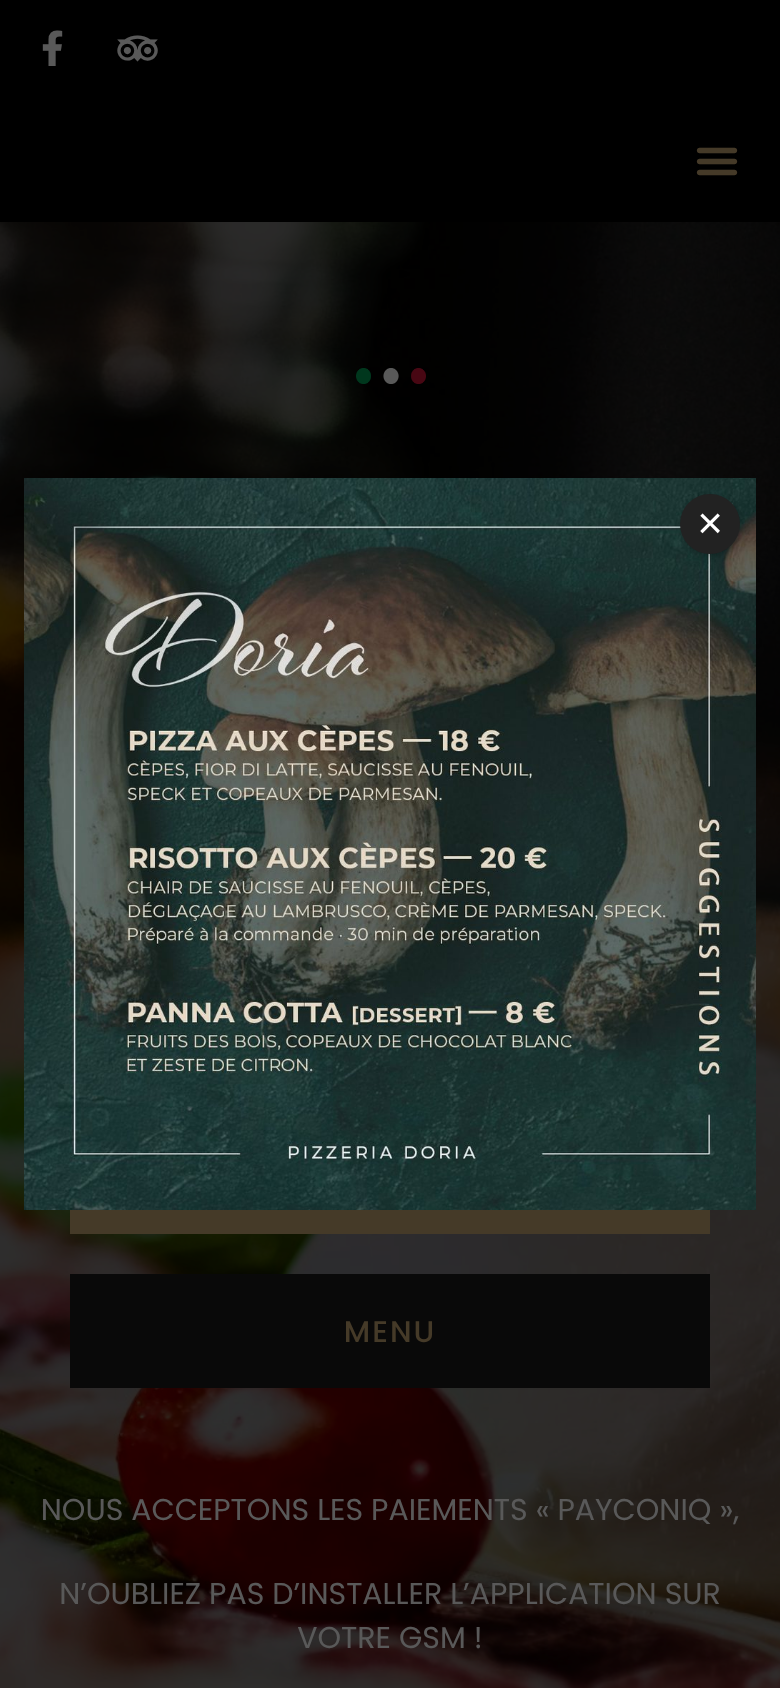 Doria
PIZZA AUX CÈPES — 18 €
CÈPES, FIOR DI LATTE, SAUCISSE AU FENOUIL,
SPECK ET COPEAUX DE PARMESAN.
RISOTTO AUX CÈPES — 20 €
CHAIR DE SAUCISSE AU FENOUIL, CÈPES,
DÉGLAÇAGE AU LAMBRUSCO, CRÈME DE PARMESAN, SPECK.
Préparé à la commande · 30 min de préparation
PANNA COTTA [DESSERT] — 8 €
FRUITS DES BOIS, COPEAUX DE CHOCOLAT BLANC
ET ZESTE DE CITRON.
SUGGESTIONS
PIZZERIA DORIA
MENU
NOUS ACCEPTONS LES PAIEMENTS « PAYCONIQ »,
N’OUBLIEZ PAS D’INSTALLER L’APPLICATION SUR
VOTRE GSM !